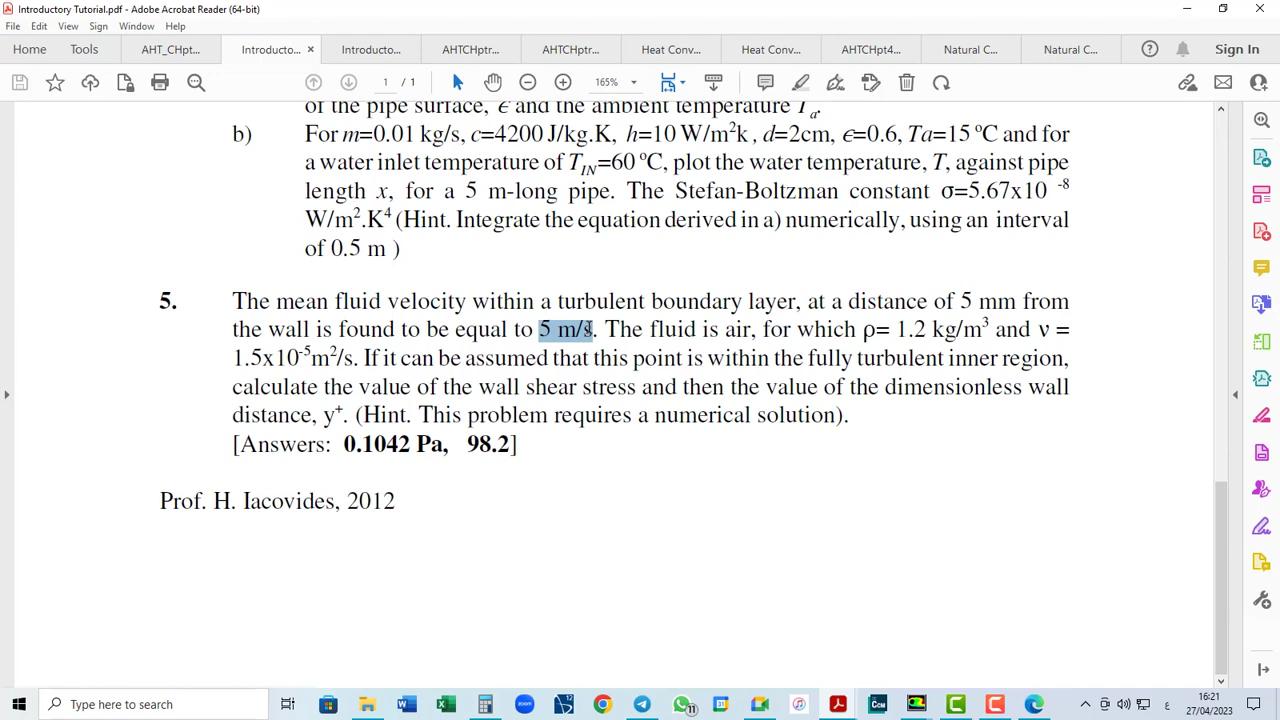 Introductory Tutorial.pdf - Adobe Acrobat Reader (64-bit)
File Edit View Sign Window Help
Home Tools AHT_CHpt... Introducto... × Introducto... AHTCHptr... AHTCHptr... Heat Conv... Heat Conv... AHTCHpt4... Natural C... Natural C... Sign In
1 / 1 165%
of the pipe surface, ϵ and the ambient temperature Ta.
b) For m=0.01 kg/s, c=4200 J/kg.K, h=10 W/m²k , d=2cm, ϵ=0.6, Ta=15 ºC and for
a water inlet temperature of TIN=60 ºC, plot the water temperature, T, against pipe
length x, for a 5 m-long pipe. The Stefan-Boltzman constant σ=5.67x10 ⁻⁸
W/m².K⁴ (Hint. Integrate the equation derived in a) numerically, using an interval
of 0.5 m )
5. The mean fluid velocity within a turbulent boundary layer, at a distance of 5 mm from
the wall is found to be equal to 5 m/s. The fluid is air, for which ρ= 1.2 kg/m³ and ν =
1.5x10⁻⁵m²/s. If it can be assumed that this point is within the fully turbulent inner region,
calculate the value of the wall shear stress and then the value of the dimensionless wall
distance, y⁺. (Hint. This problem requires a numerical solution).
[Answers: 0.1042 Pa, 98.2]
Prof. H. Iacovides, 2012
Type here to search
zoom
11
31
16:21
27/04/2023
ع